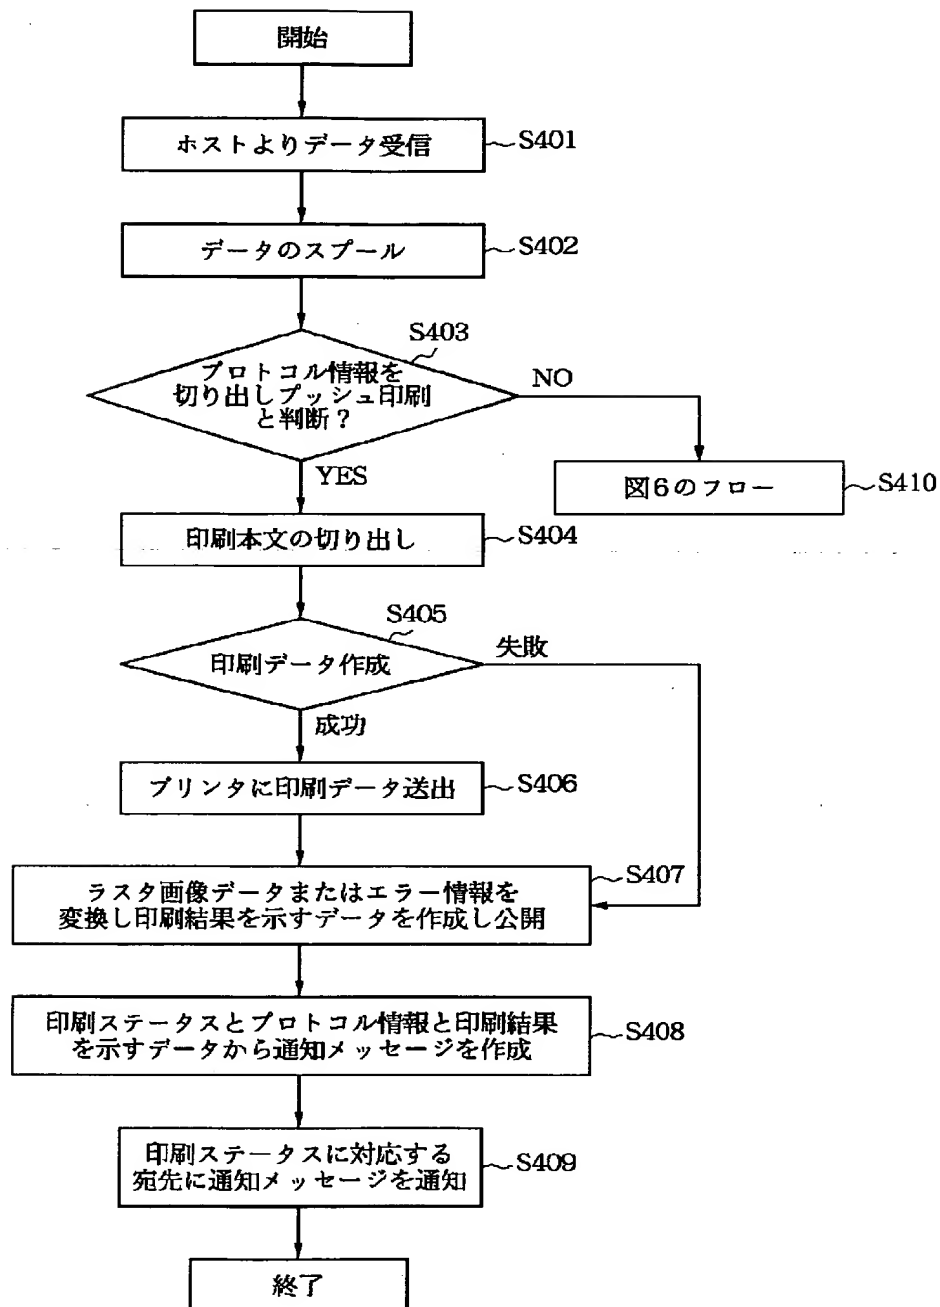 開始
ホストよりデータ受信
S401
データのスプール
S402
S403
プロトコル情報を
切り出しプッシュ印刷
と判断？
NO
YES
図6のフロー
S410
印刷本文の切り出し
S404
S405
印刷データ作成
失敗
成功
プリンタに印刷データ送出
S406
ラスタ画像データまたはエラー情報を
変換し印刷結果を示すデータを作成し公開
S407
印刷ステータスとプロトコル情報と印刷結果
を示すデータから通知メッセージを作成
S408
印刷ステータスに対応する
宛先に通知メッセージを通知
S409
終了